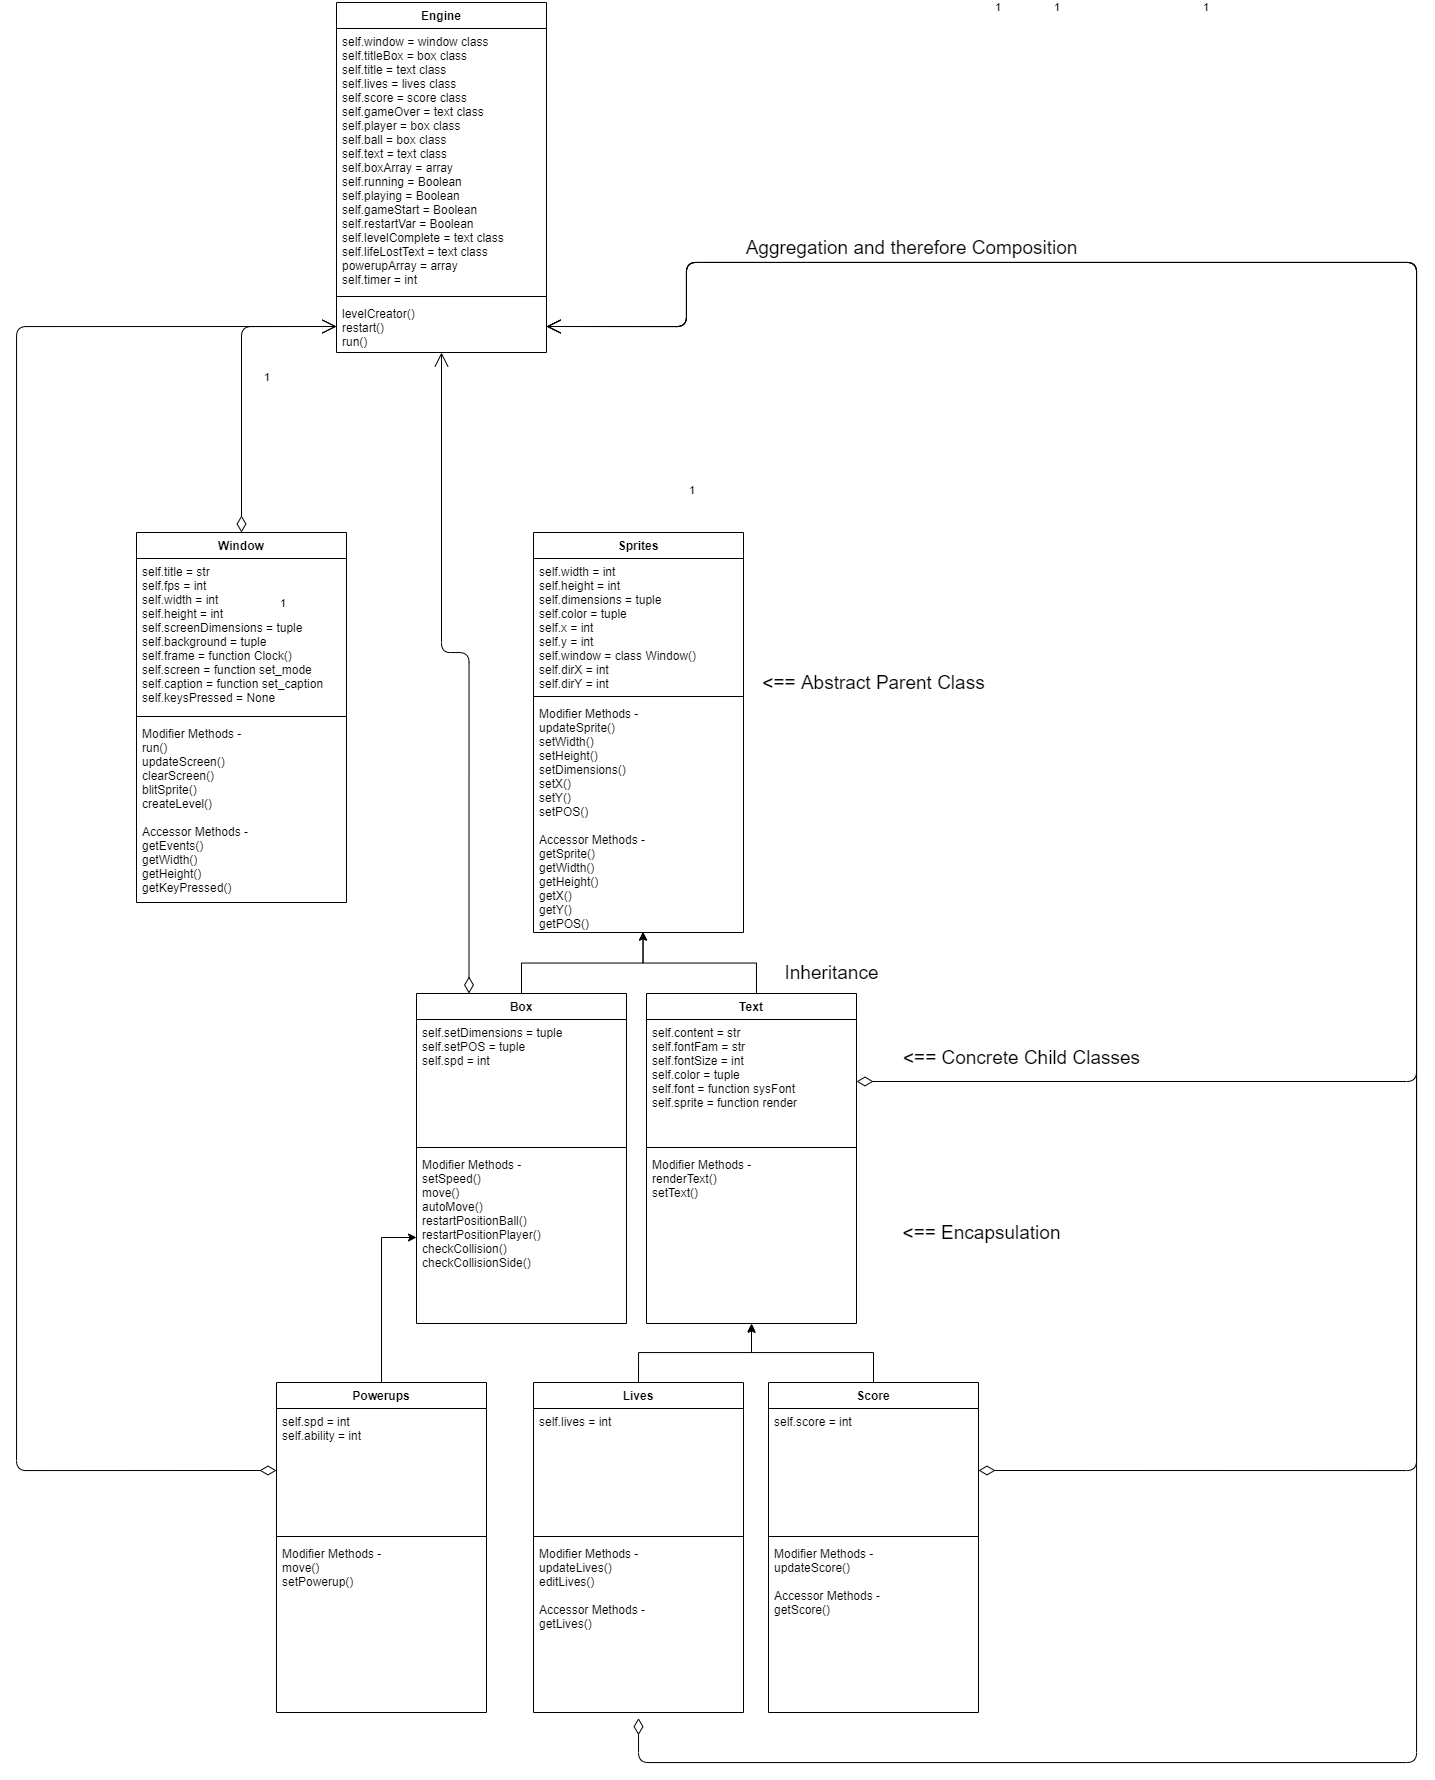 1 1 1
Engine
self.window = window class
self.titleBox = box class
self.title = text class
self.lives = lives class
self.score = score class
self.gameOver = text class
self.player = box class
self.ball = box class
self.text = text class
self.boxArray = array
self.running = Boolean
self.playing = Boolean
self.gameStart = Boolean
self.restartVar = Boolean
self.levelComplete = text class
self.lifeLostText = text class
powerupArray = array
self.timer = int
levelCreator()
restart()
run()
Aggregation and therefore Composition
1
1
Window
self.title = str
self.fps = int
self.width = int
1
self.height = int
self.screenDimensions = tuple
self.background = tuple
self.frame = function Clock()
self.screen = function set_mode
self.caption = function set_caption
self.keysPressed = None
Modifier Methods -
run()
updateScreen()
clearScreen()
blitSprite()
createLevel()
Accessor Methods -
getEvents()
getWidth()
getHeight()
getKeyPressed()
Sprites
self.width = int
self.height = int
self.dimensions = tuple
self.color = tuple
self.x = int
self.y = int
self.window = class Window()
self.dirX = int
self.dirY = int
<== Abstract Parent Class
Modifier Methods -
updateSprite()
setWidth()
setHeight()
setDimensions()
setX()
setY()
setPOS()
Accessor Methods -
getSprite()
getWidth()
getHeight()
getX()
getY()
getPOS()
Inheritance
Box
self.setDimensions = tuple
self.setPOS = tuple
self.spd = int
Modifier Methods -
setSpeed()
move()
autoMove()
restartPositionBall()
restartPositionPlayer()
checkCollision()
checkCollisionSide()
Text
self.content = str
self.fontFam = str
self.fontSize = int
self.color = tuple
self.font = function sysFont
self.sprite = function render
Modifier Methods -
renderText()
setText()
<== Concrete Child Classes
<== Encapsulation
Powerups
self.spd = int
self.ability = int
Modifier Methods -
move()
setPowerup()
Lives
self.lives = int
Modifier Methods -
updateLives()
editLives()
Accessor Methods -
getLives()
Score
self.score = int
Modifier Methods -
updateScore()
Accessor Methods -
getScore()